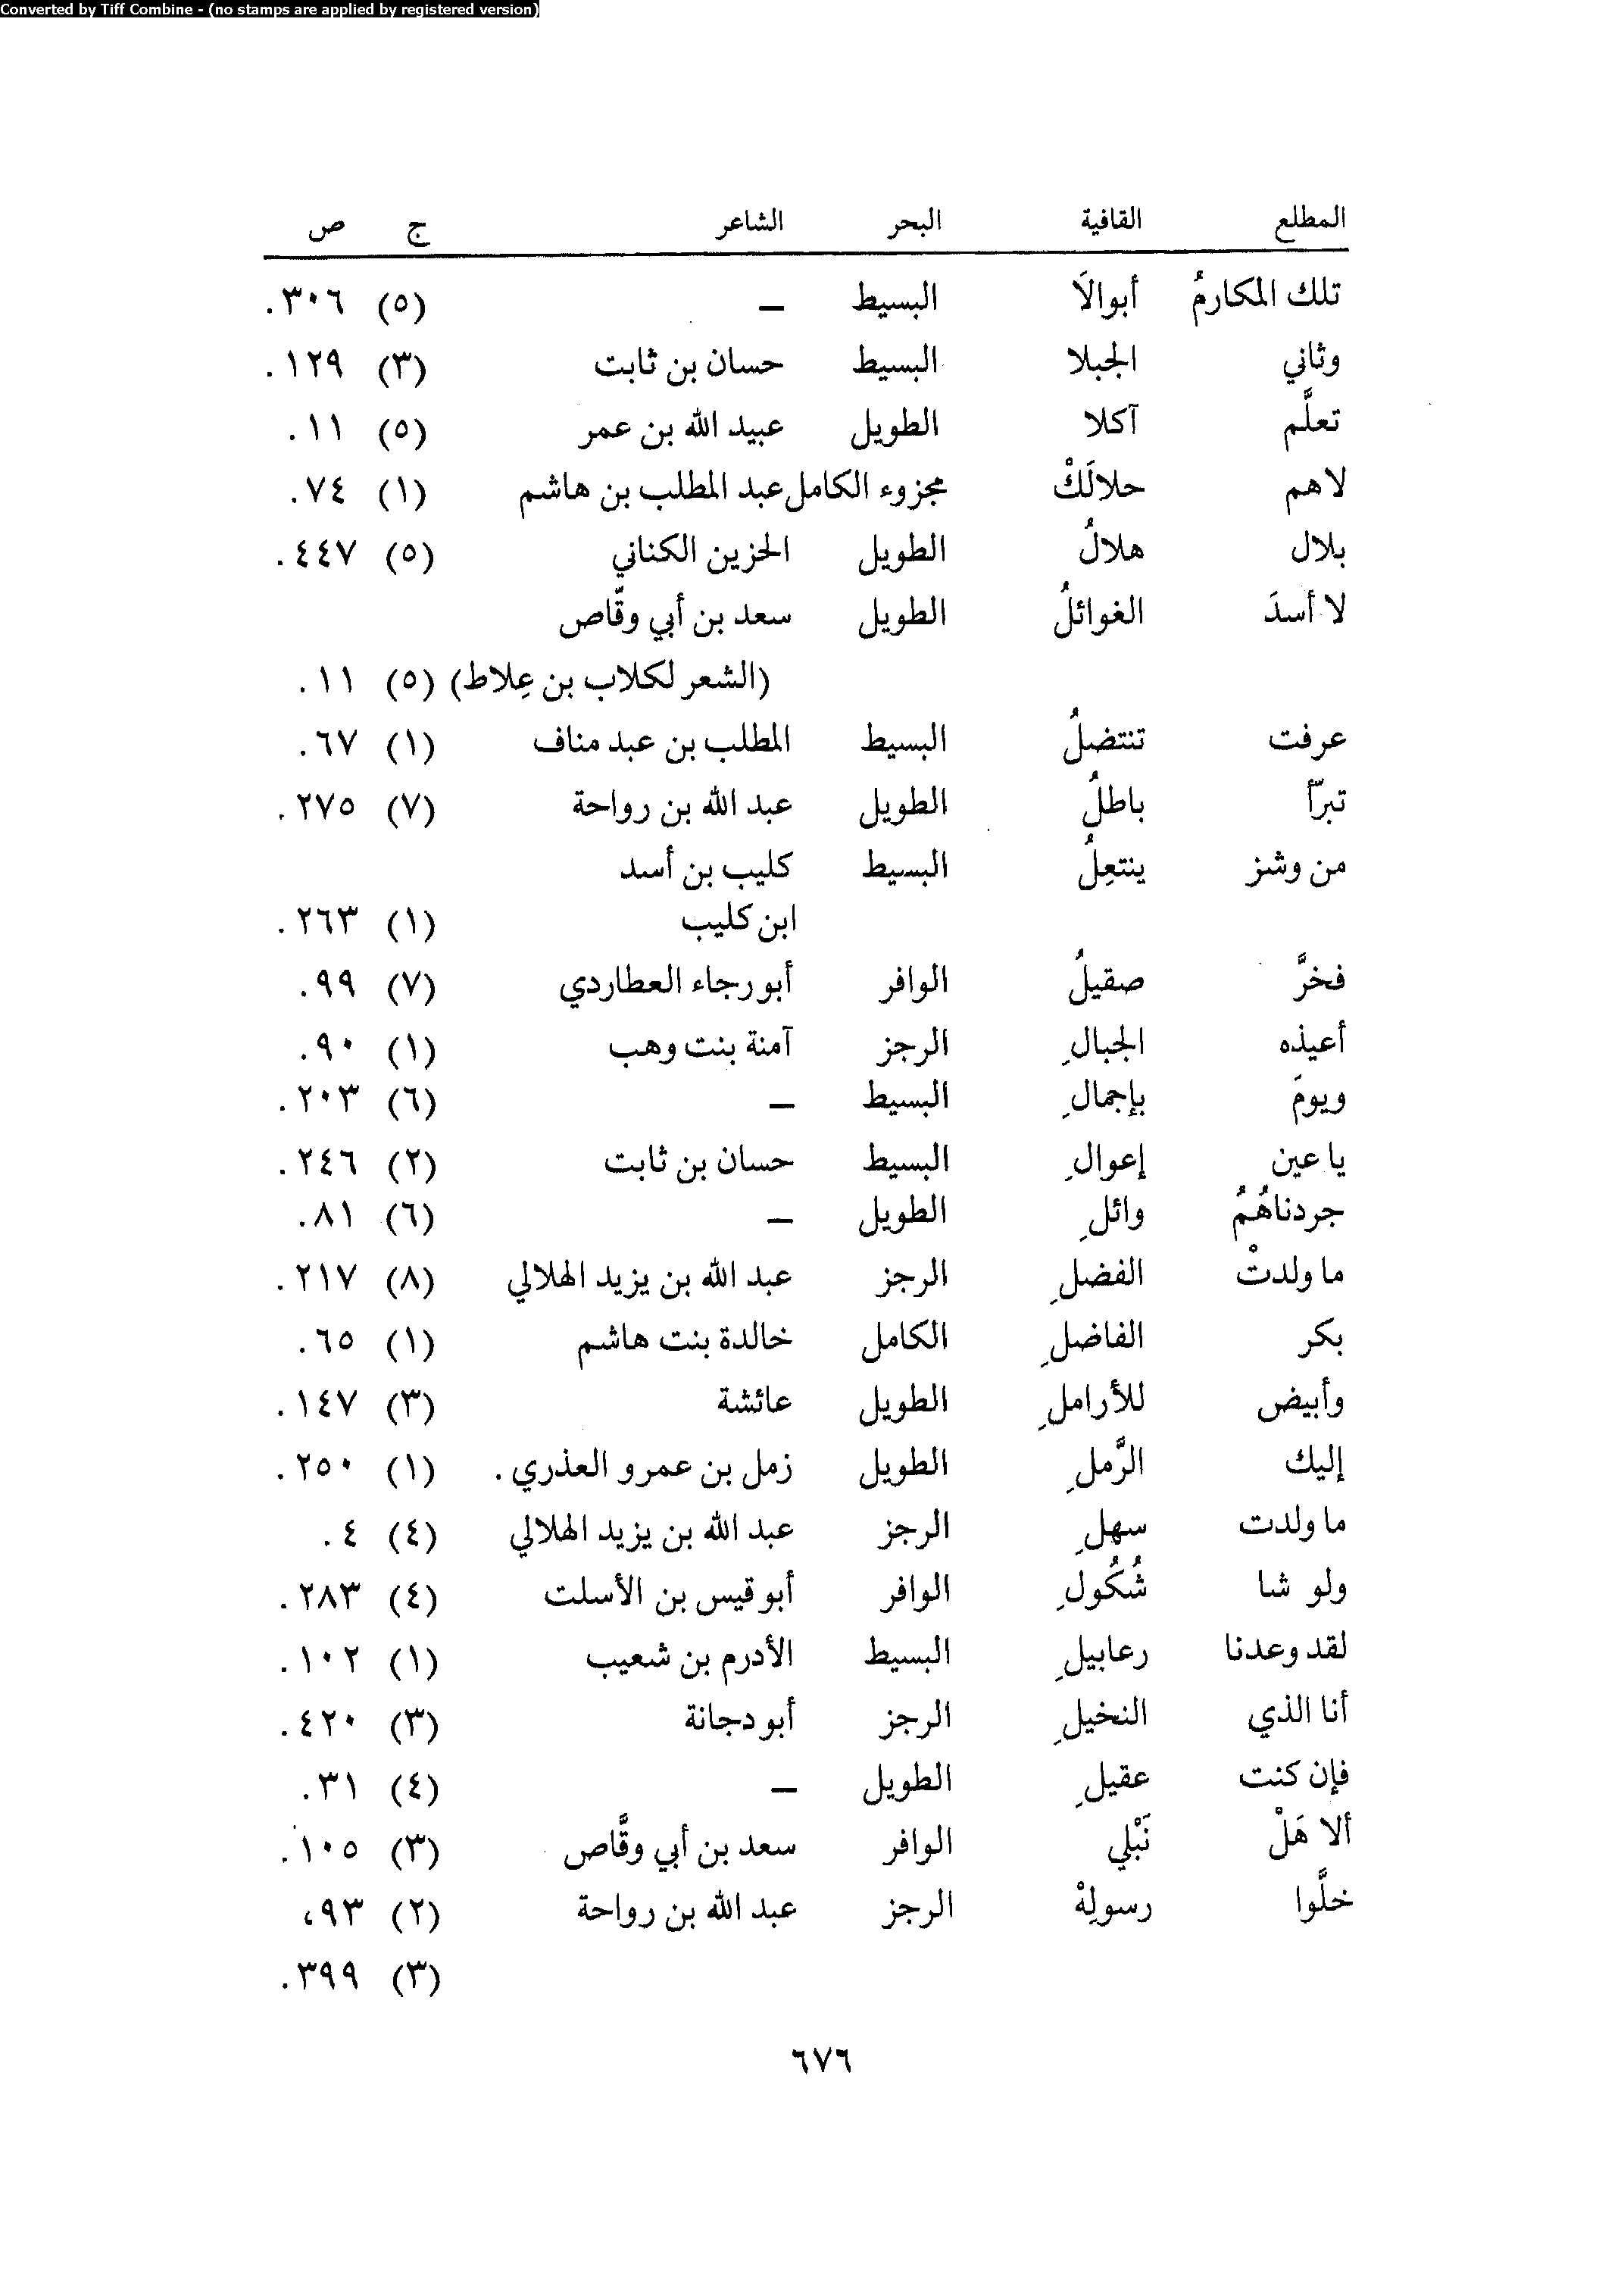 Converted by Tiff Combine - (no stamps are applied by registered version)
المطلع القافية البحر الشاعر ج ص
تلك المكارمُ أبوالَا البسيط – (٥) ٣٠٦.
وثاني الجبلا البسيط حسان بن ثابت (٣) ١٢٩.
تعلَّم آكلا الطويل عبيد الله بن عمر (٥) ١١.
لاهم حلالَكْ مجزوء الكامل عبد المطلب بن هاشم (١) ٧٤.
بلال هلالُ الطويل الحزين الكناني (٥) ٤٤٧.
لا أسدَ الغوائلُ الطويل سعد بن أبي وقَّاص
(الشعر لكلاب بن عِلاط) (٥) ١١.
عرفت تنتضلُ البسيط المطلب بن عبد مناف (١) ٦٧.
تبرّأ باطلُ الطويل عبد الله بن رواحة (٧) ٢٧٥.
من وشز ينتعِلُ البسيط كليب بن أسد
ابن كليب (١) ٢٦٣.
فخرَّ صقيلُ الوافر أبو رجاء العطاردي (٧) ٩٩.
أعيذه الجبالِ الرجز آمنة بنت وهب (١) ٩٠.
ويومَ بإجمالِ البسيط – (٦) ٢٠٣.
يا عين إعوالِ البسيط حسان بن ثابت (٢) ٢٤٦.
جردناهُمُ وائلِ الطويل – (٦) ٨١.
ما ولدتْ الفضلِ الرجز عبد الله بن يزيد الهلالي (٨) ٢١٧.
بكر الفاضلِ الكامل خالدة بنت هاشم (١) ٦٥.
وأبيض للأراملِ الطويل عائشة (٣) ١٤٧.
إليك الرَّملِ الطويل زمل بن عمرو العذري. (١) ٢٥٠.
ما ولدت سهلِ الرجز عبد الله بن يزيد الهلالي (٤) ٤.
ولو شا شُكُولِ الوافر أبو قيس بن الأسلت (٤) ٢٨٣.
لقد وعدنا رعابيلِ البسيط الأدرم بن شعيب (١) ١٠٢.
أنا الذي النخيلِ الرجز أبو دجانة (٣) ٤٢٠.
فإن كنت عقيلِ الطويل – (٤) ٣١.
ألا هَلْ نَبْلي الوافر سعد بن أبي وقَّاص (٣) ١٠٥.
خلَّوا رسولِهْ الرجز عبد الله بن رواحة (٢) ٩٣،
(٣) ٣٩٩.
٦٧٦